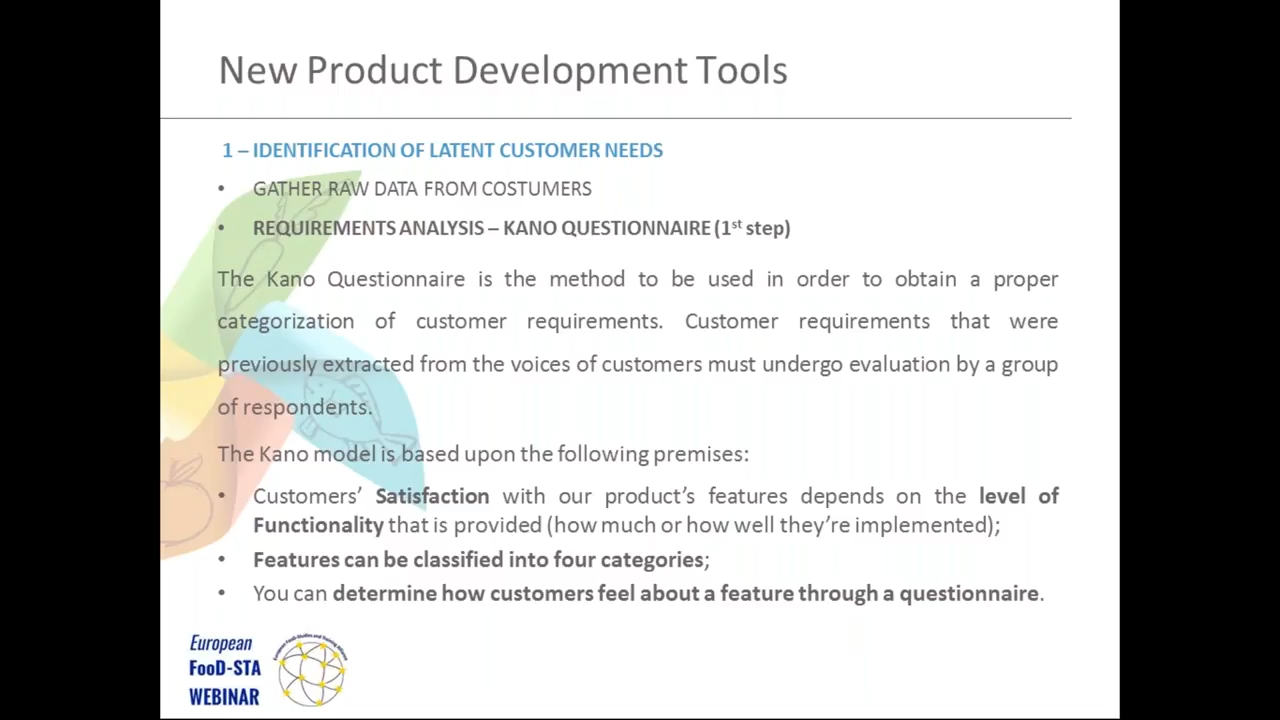 New Product Development Tools
1 – IDENTIFICATION OF LATENT CUSTOMER NEEDS
• GATHER RAW DATA FROM COSTUMERS
• REQUIREMENTS ANALYSIS – KANO QUESTIONNAIRE (1st step)
The Kano Questionnaire is the method to be used in order to obtain a proper
categorization of customer requirements. Customer requirements that were
previously extracted from the voices of customers must undergo evaluation by a group
of respondents.
The Kano model is based upon the following premises:
• Customers’ Satisfaction with our product’s features depends on the level of
Functionality that is provided (how much or how well they’re implemented);
• Features can be classified into four categories;
• You can determine how customers feel about a feature through a questionnaire.
European
FooD-STA
WEBINAR